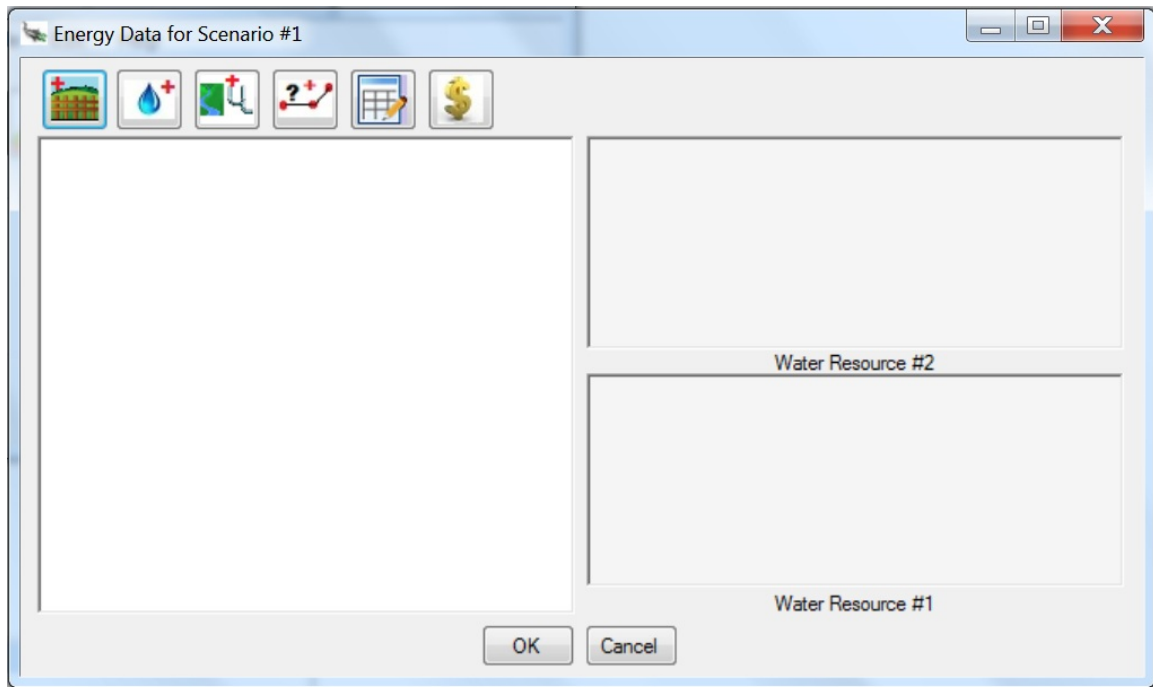 Energy Data for Scenario #1
Water Resource #2
Water Resource #1
OK
Cancel